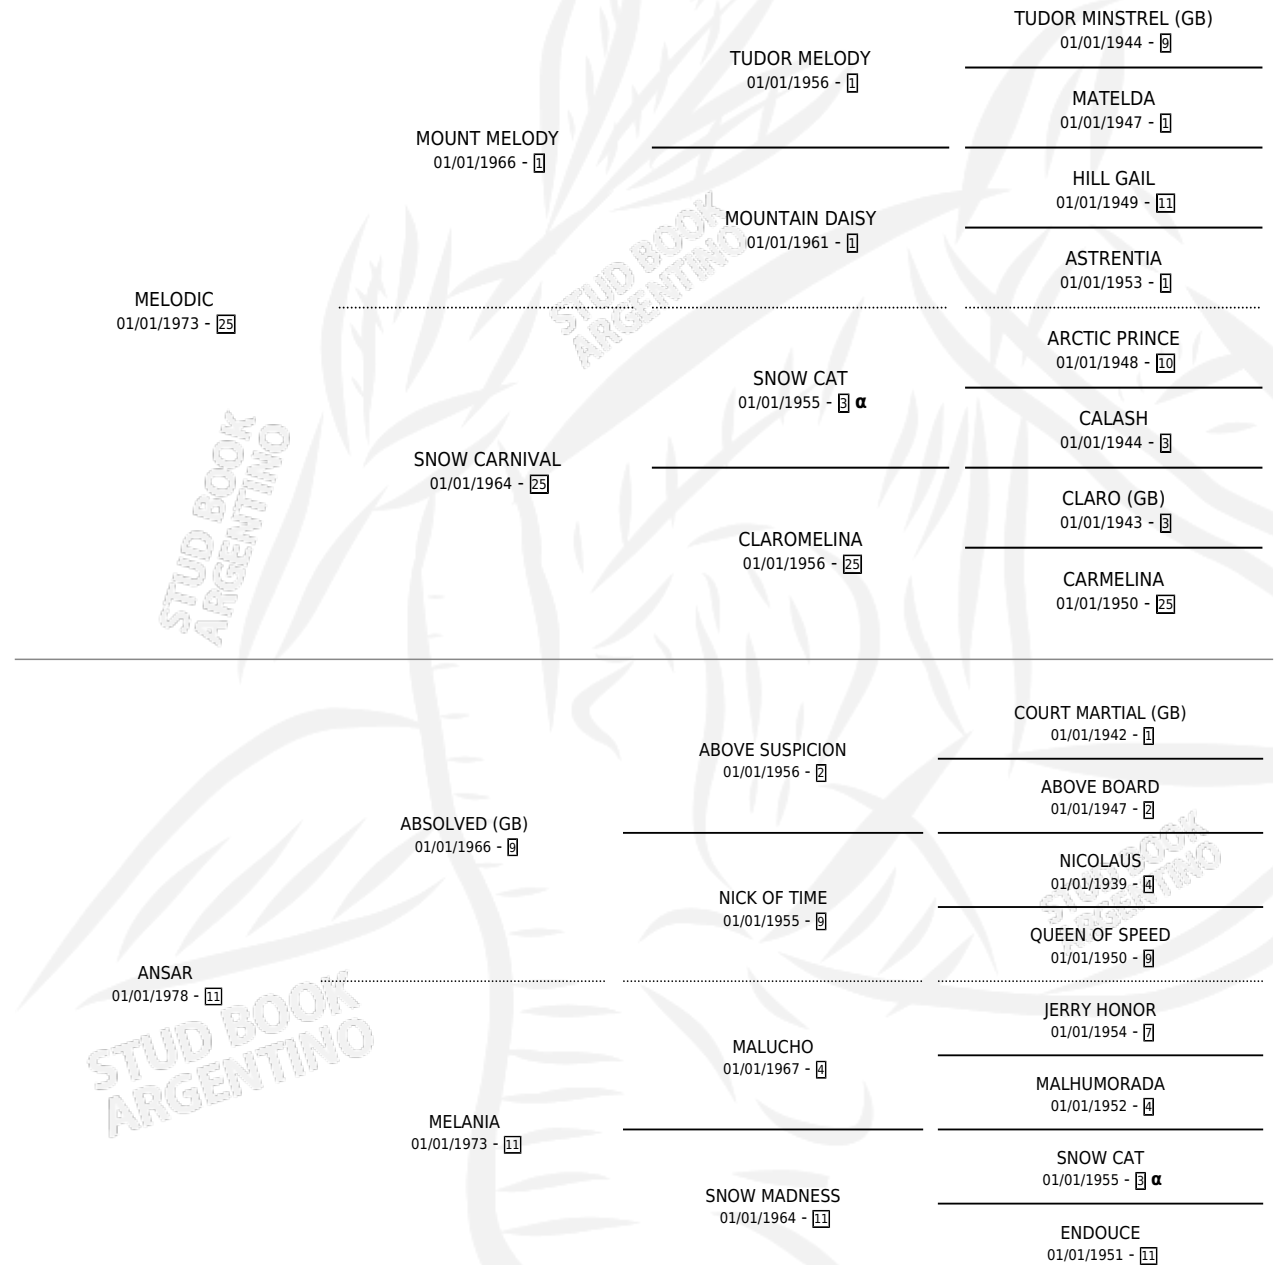 TUDOR MINSTREL (GB)
01/01/1944 - 9
TUDOR MELODY
01/01/1956 - 1
MATELDA
01/01/1947 - 1
MOUNT MELODY
01/01/1966 - 1
HILL GAIL
01/01/1949 - 11
MOUNTAIN DAISY
01/01/1961 - 1
ASTRENTIA
01/01/1953 - 1
MELODIC
01/01/1973 - 25
ARCTIC PRINCE
01/01/1948 - 10
SNOW CAT
01/01/1955 - 3 α
CALASH
01/01/1944 - 3
SNOW CARNIVAL
01/01/1964 - 25
CLARO (GB)
01/01/1943 - 3
CLAROMELINA
01/01/1956 - 25
CARMELINA
01/01/1950 - 25
COURT MARTIAL (GB)
01/01/1942 - 1
ABOVE SUSPICION
01/01/1956 - 2
ABOVE BOARD
01/01/1947 - 2
ABSOLVED (GB)
01/01/1966 - 9
NICOLAUS
01/01/1939 - 4
NICK OF TIME
01/01/1955 - 9
QUEEN OF SPEED
01/01/1950 - 9
ANSAR
01/01/1978 - 11
JERRY HONOR
01/01/1954 - 7
MALUCHO
01/01/1967 - 4
MALHUMORADA
01/01/1952 - 4
MELANIA
01/01/1973 - 11
SNOW CAT
01/01/1955 - 3 α
SNOW MADNESS
01/01/1964 - 11
ENDOUCE
01/01/1951 - 11
STUD BOOK
ARGENTINO
STUD BOOK
ARGENTINO
STUD BOOK
ARGENTINO
STUD BOOK
ARGENTINO